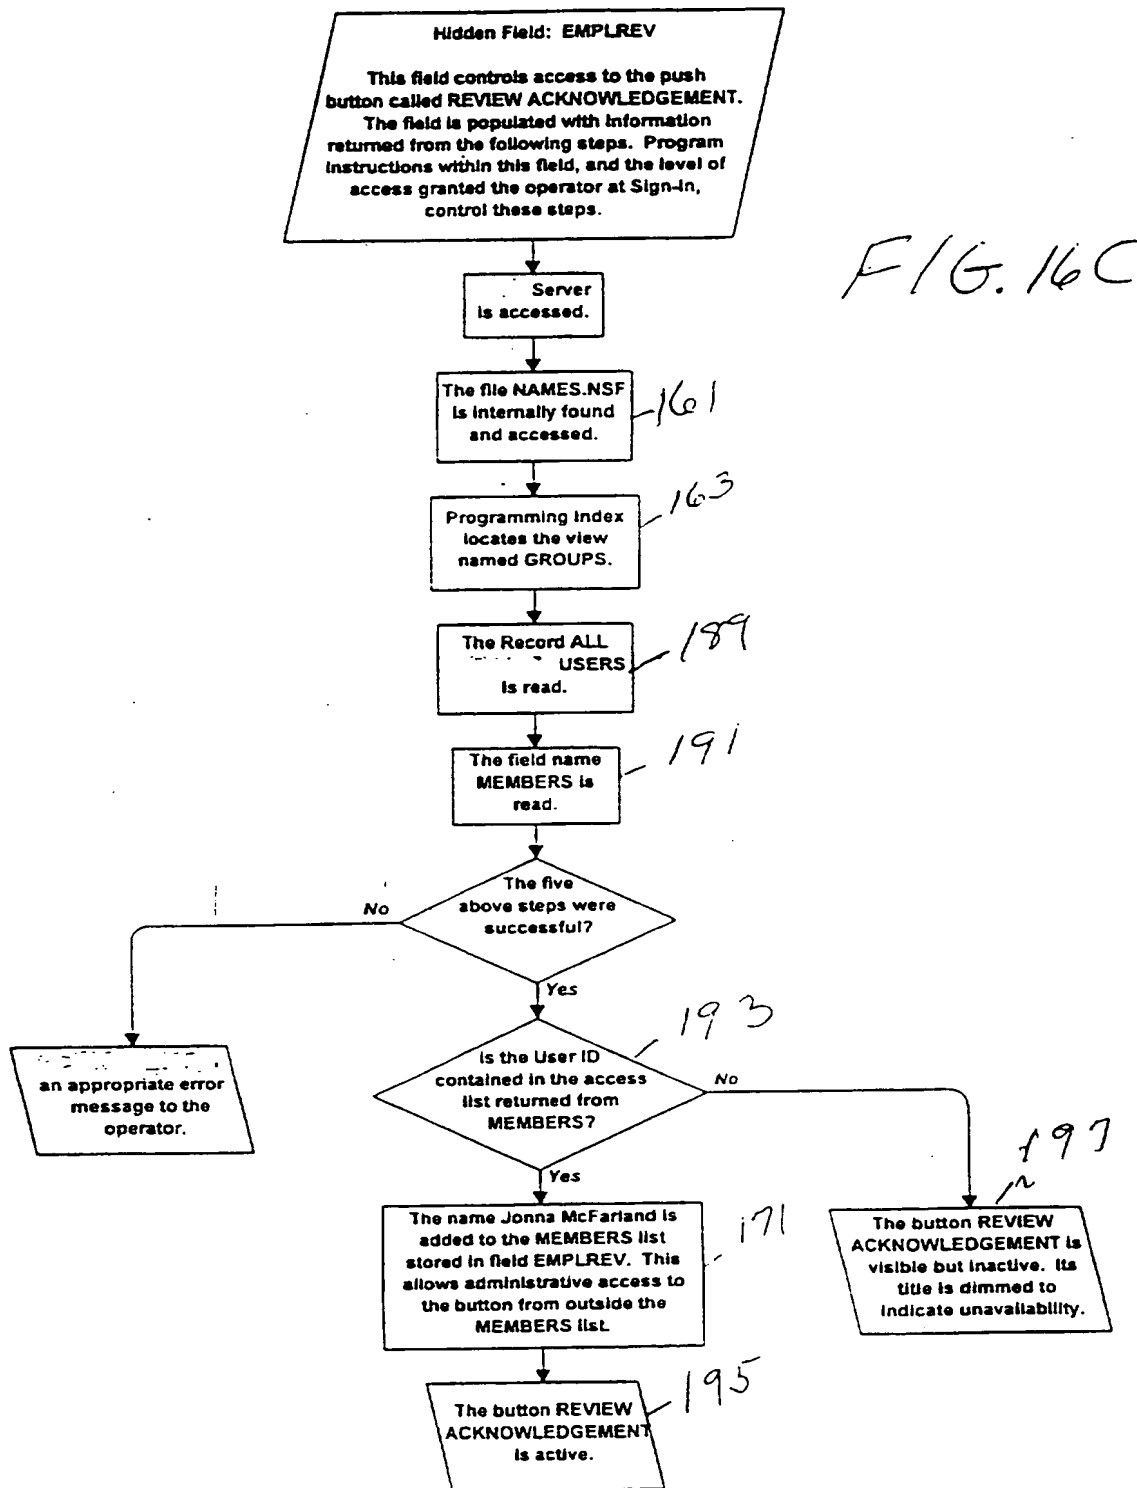 Hidden Field: EMPLREV
This field controls access to the push
button called REVIEW ACKNOWLEDGEMENT.
The field is populated with information
returned from the following steps. Program
instructions within this field, and the level of
access granted the operator at Sign-in,
control these steps.
FIG. 16C
Server
is accessed.
The file NAMES.NSF
is internally found
and accessed.
161
Programming Index
locates the view
named GROUPS.
163
The Record ALL
USERS
is read.
189
The field name
MEMBERS is
read.
191
The five
above steps were
successful?
No
Yes
an appropriate error
message to the
operator.
Is the User ID
contained in the access
list returned from
MEMBERS?
193
No
Yes
The name Jonna McFarland is
added to the MEMBERS list
stored in field EMPLREV. This
allows administrative access to
the button from outside the
MEMBERS list.
171
The button REVIEW
ACKNOWLEDGEMENT is
visible but inactive. Its
title is dimmed to
indicate unavailability.
197
The button REVIEW
ACKNOWLEDGEMENT
is active.
195